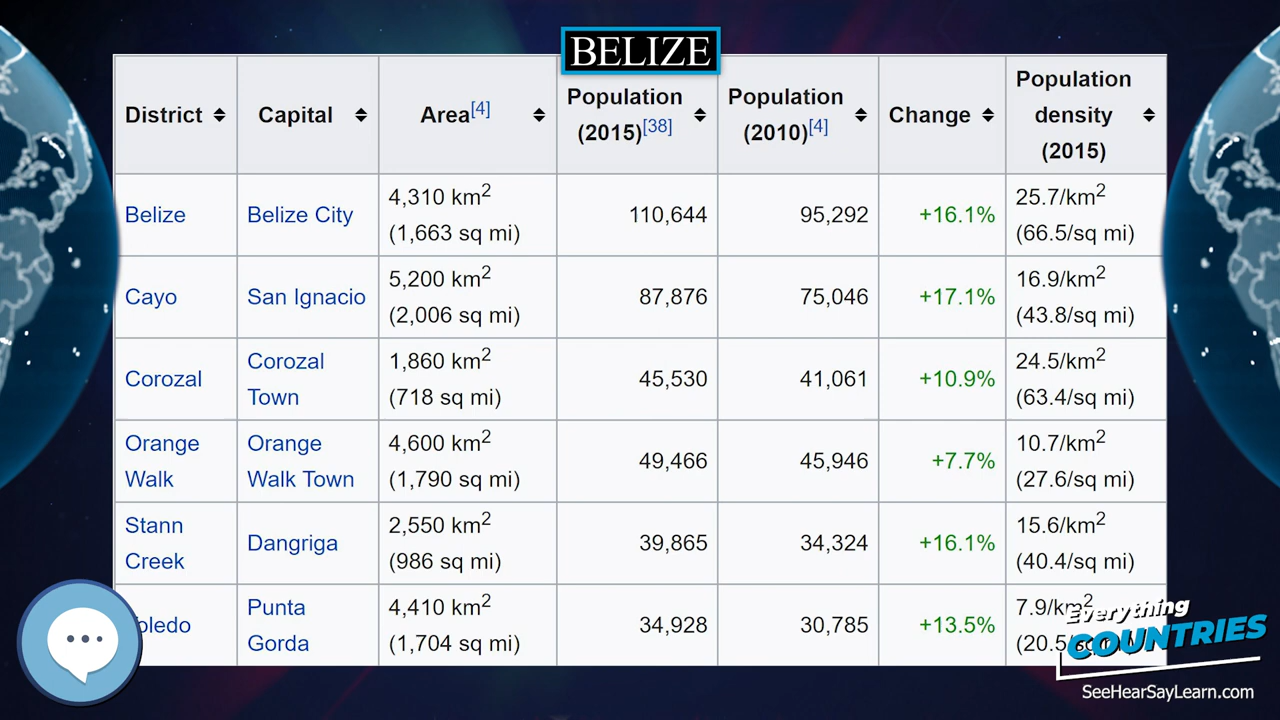 BELIZE
District
Capital
Area[4]
Population
(2015)[38]
Population
(2010)[4]
Change
Population
density
(2015)
Belize
Belize City
4,310 km2
(1,663 sq mi)
110,644
95,292
+16.1%
25.7/km2
(66.5/sq mi)
Cayo
San Ignacio
5,200 km2
(2,006 sq mi)
87,876
75,046
+17.1%
16.9/km2
(43.8/sq mi)
Corozal
Corozal
Town
1,860 km2
(718 sq mi)
45,530
41,061
+10.9%
24.5/km2
(63.4/sq mi)
Orange
Walk
Orange
Walk Town
4,600 km2
(1,790 sq mi)
49,466
45,946
+7.7%
10.7/km2
(27.6/sq mi)
Stann
Creek
Dangriga
2,550 km2
(986 sq mi)
39,865
34,324
+16.1%
15.6/km2
(40.4/sq mi)
Punta
Gorda
4,410 km2
(1,704 sq mi)
34,928
30,785
+13.5%
7.9/km2
(20.5
Everything
COUNTRIES
SeeHearSayLearn.com